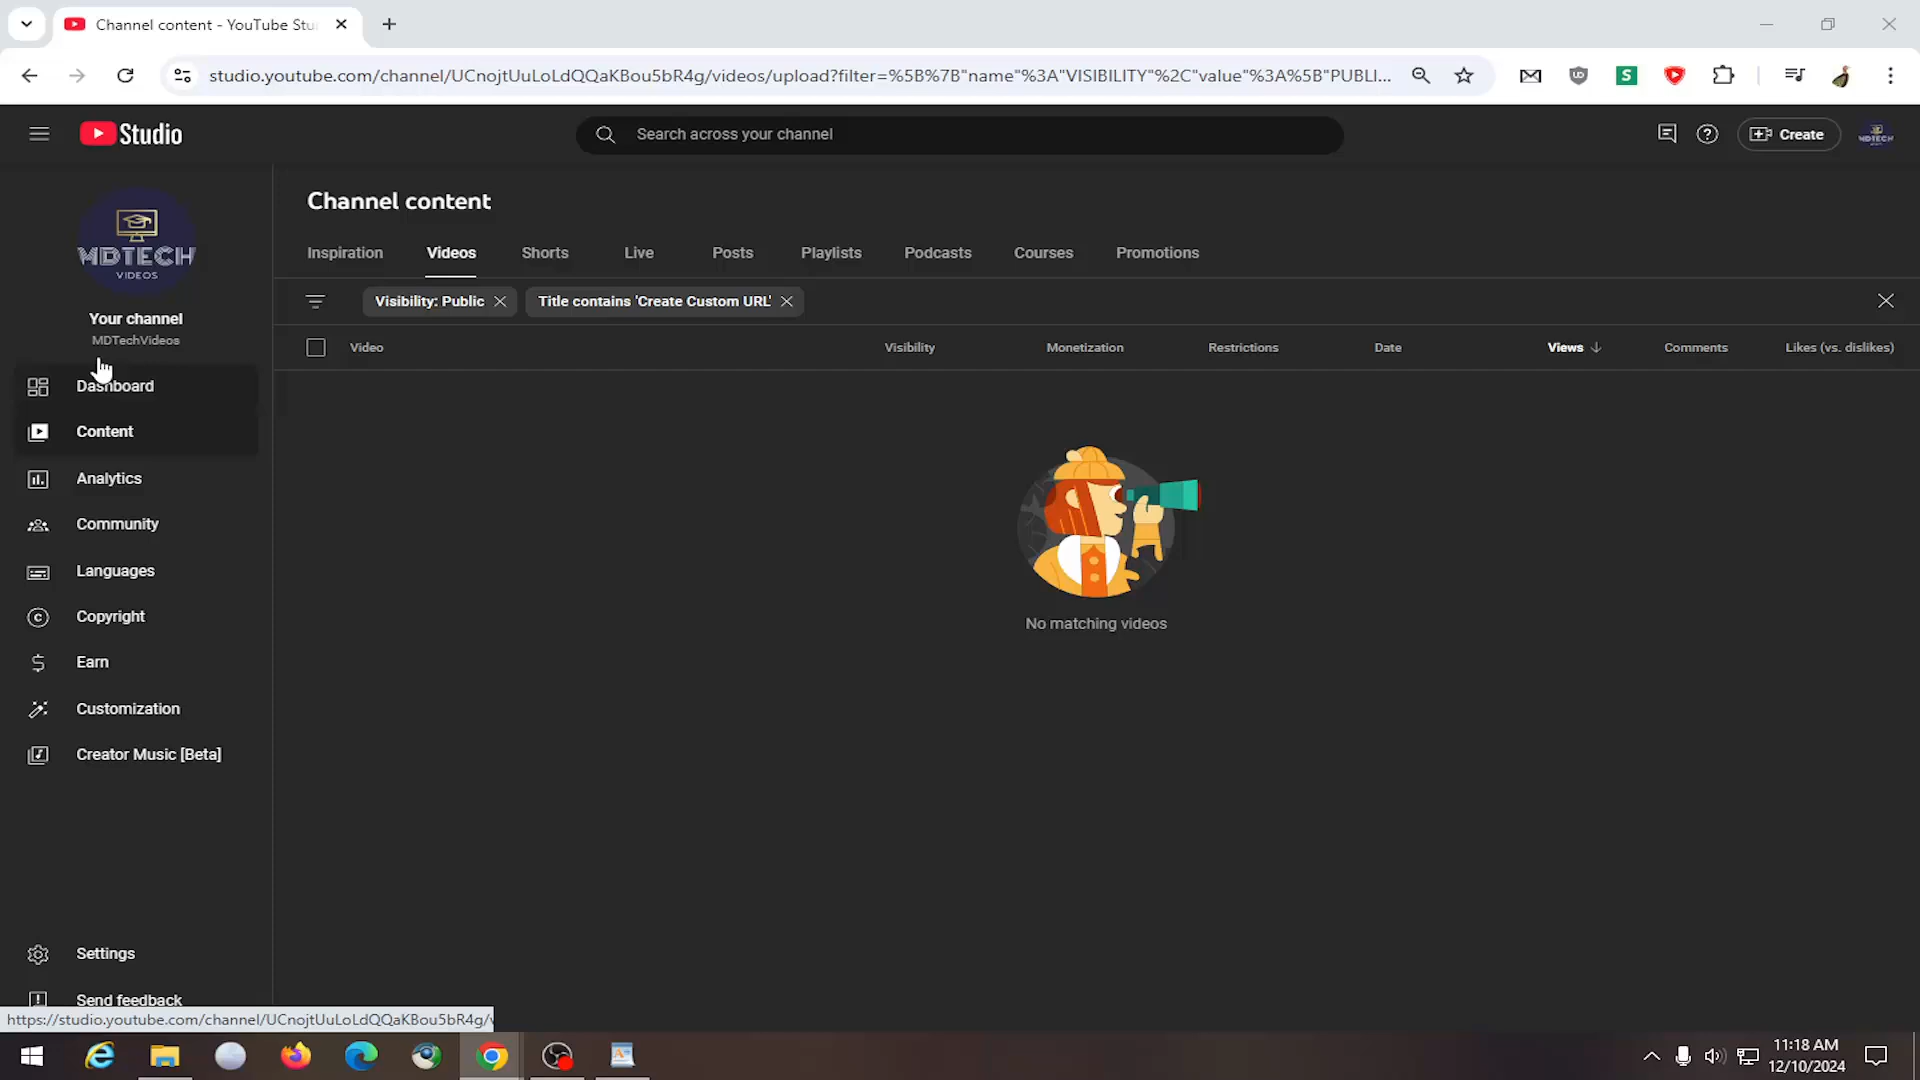 Channel content - YouTube Stu
studio.youtube.com/channel/UCnojtUuLoLdQQaKBou5bR4g/videos/upload?filter=%5B%7B"name"%3A"VISIBILITY"%2C"value"%3A%5B"PUBLI...
Studio
Search across your channel
Create
MDTECH
MDTECH
VIDEOS
Your channel
MDTechVideos
Dashboard
Content
Analytics
Community
Languages
Copyright
Earn
Customization
Creator Music [Beta]
Settings
Send feedback
Channel content
Inspiration Videos Shorts Live Posts Playlists Podcasts Courses Promotions
Visibility: Public Title contains 'Create Custom URL'
Video Visibility Monetization Restrictions Date Views Comments Likes (vs. dislikes)
No matching videos
https://studio.youtube.com/channel/UCnojtUuLoLdQQaKBou5bR4g/v
11:18 AM
12/10/2024